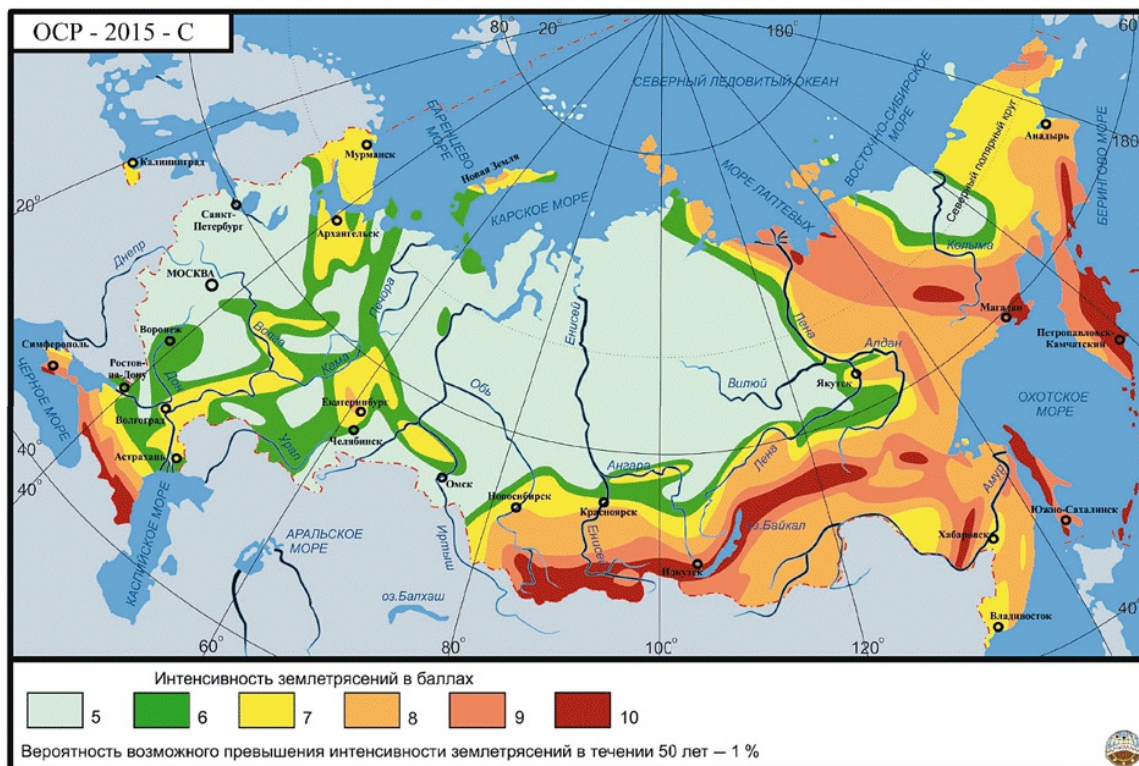 ОСР - 2015 - С
80°
20°
180°
60°
СЕВЕРНЫЙ ЛЕДОВИТЫЙ ОКЕАН
БАРЕНЦЕВО
МОРЕ
ВОСТОЧНО-СИБИРСКОЕ
МОРЕ
Северный полярный круг
Анадырь
180°
БЕРИНГОВО МОРЕ
Калининград
Мурманск
Новая Земля
КАРСКОЕ МОРЕ
МОРЕ ЛАПТЕВЫХ
20°
Санкт-
Петербург
Архангельск
Колыма
Днепр
МОСКВА
Печора
Енисей
Лена
Магадан
Воронеж
Волга
Симферополь
Ростов-
на-Дону
Дон
Кама
Обь
Алдан
Петропавловск-
Камчатский
Вилюй
Якутск
ЧЕРНОЕ МОРЕ
Волгоград
Екатеринбург
Челябинск
Урал
ОХОТСКОЕ
МОРЕ
40°
Астрахань
Омск
Ангара
Лена
Амур
40°
Новосибирск
Красноярск
Южно-Сахалинск
АРАЛЬСКОЕ
МОРЕ
Иртыш
Енисей
оз.Байкал
Хабаровск
КАСПИЙСКОЕ МОРЕ
Иркутск
оз.Балхаш
Владивосток
40°
60°
80°
100°
120°
Интенсивность землетрясений в баллах
5 6 7 8 9 10
Вероятность возможного превышения интенсивности землетрясений в течении 50 лет — 1 %